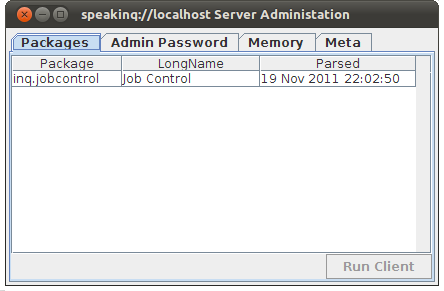 speakinq://localhost Server Administation
Packages Admin Password Memory Meta
Package LongName Parsed
inq.jobcontrol Job Control 19 Nov 2011 22:02:50
Run Client